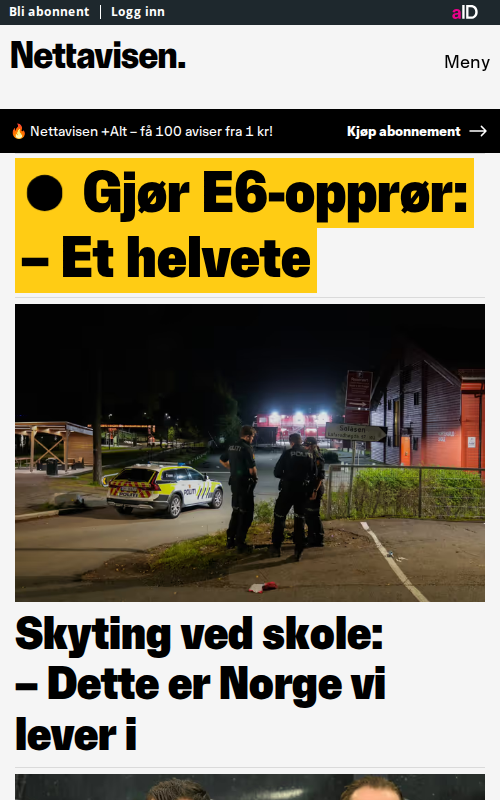 Bli abonnent | Logg inn
aID
Nettavisen.
Meny
🔥 Nettavisen +Alt – få 100 aviser fra 1 kr!
Kjøp abonnement →
● Gjør E6-opprør:
– Et helvete
POLITI
Skyting ved skole:
– Dette er Norge vi
lever i